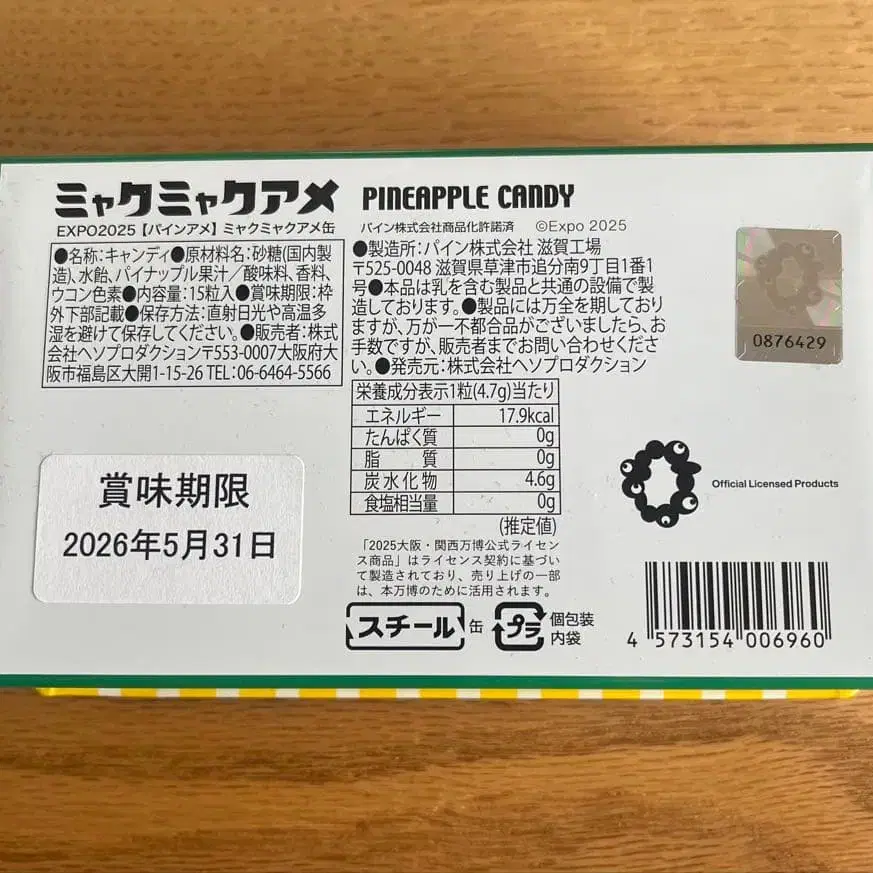 ミャクミャクアメ PINEAPPLE CANDY
EXPO2025【パインアメ】ミャクミャクアメ缶
パイン株式会社商品化許諾済 ©Expo 2025
●名称:キャンディ●原材料名:砂糖(国内製
造)、水飴、パイナップル果汁/酸味料、香料、
ウコン色素●内容量:15粒入●賞味期限:枠
外下部記載●保存方法:直射日光や高温多
湿を避けて保存してください。●販売者:株式
会社ヘソプロダクション〒553-0007大阪府大
阪市福島区大開1-15-26 TEL:06-6464-5566
●製造所:パイン株式会社 滋賀工場
〒525-0048 滋賀県草津市追分南9丁目1番1
号●本品は乳を含む製品と共通の設備で製
造しております。●製品には万全を期しており
ますが、万が一不都合品がございましたら、お
手数ですが、販売者までお問い合わせくださ
い。●発売元:株式会社ヘソプロダクション
0876429
栄養成分表示1粒(4.7g)当たり
エネルギー 17.9kcal
たんぱく質 0g
脂質 0g
炭水化物 4.6g
食塩相当量 0g
(推定値)
「2025大阪・関西万博公式ライセン
ス商品」はライセンス契約に基づい
て製造されており、売り上げの一部
は、本万博のために活用されます。
賞味期限
2026年5月31日
Official Licensed Products
スチール 缶
プラ 個包装
内袋
4 573154 006960